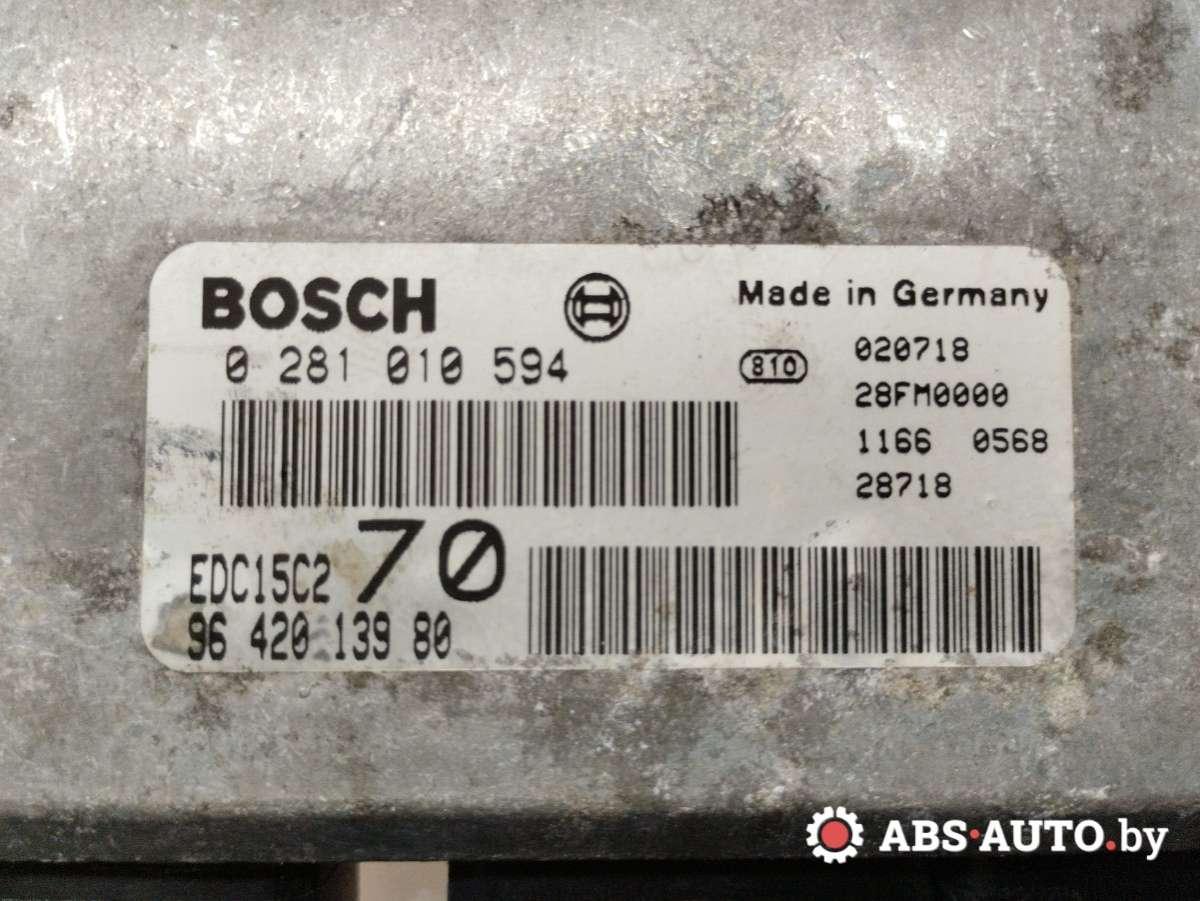 BOSCH
Made in Germany
0 281 010 594
810
020718
28FM0000
1166 0568
28718
EDC15C2 70
96 420 139 80
ABS·AUTO.by